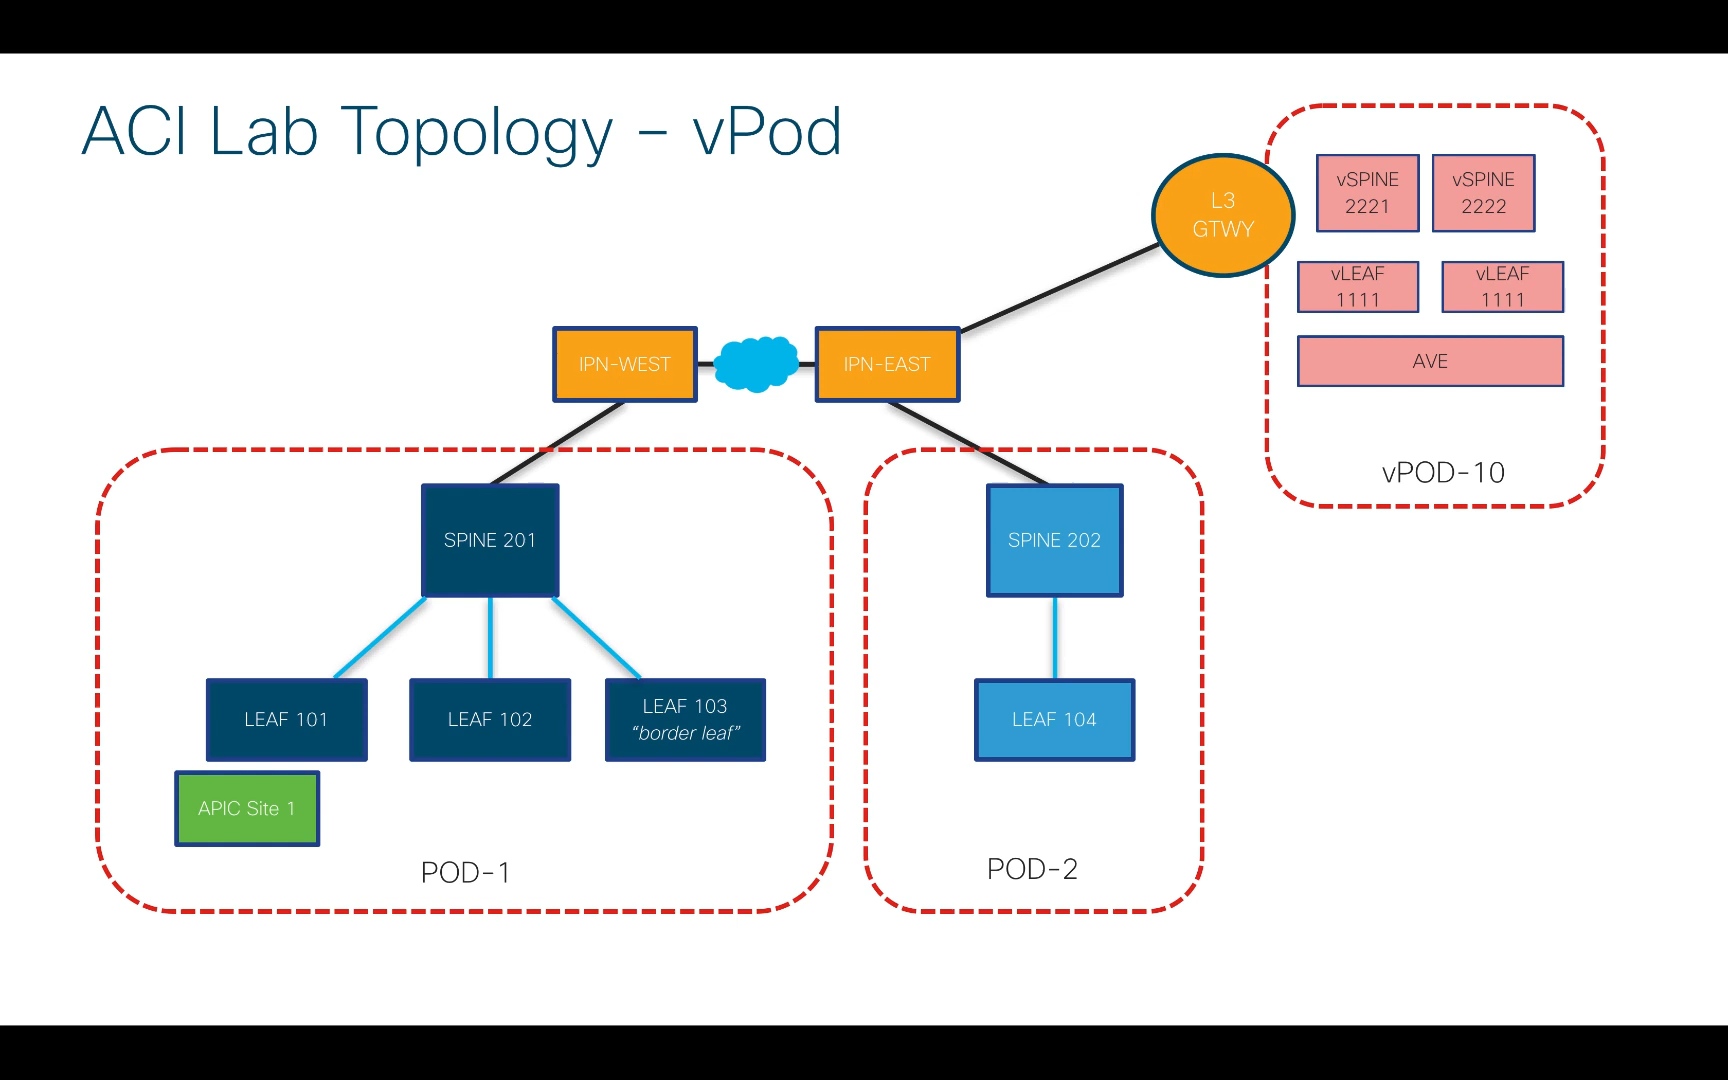 ACI Lab Topology – vPod
L3
GTWY
vSPINE
2221
vSPINE
2222
vLEAF
1111
vLEAF
1111
AVE
vPOD-10
IPN-WEST
IPN-EAST
SPINE 201
LEAF 101
LEAF 102
LEAF 103
“border leaf”
APIC Site 1
POD-1
SPINE 202
LEAF 104
POD-2